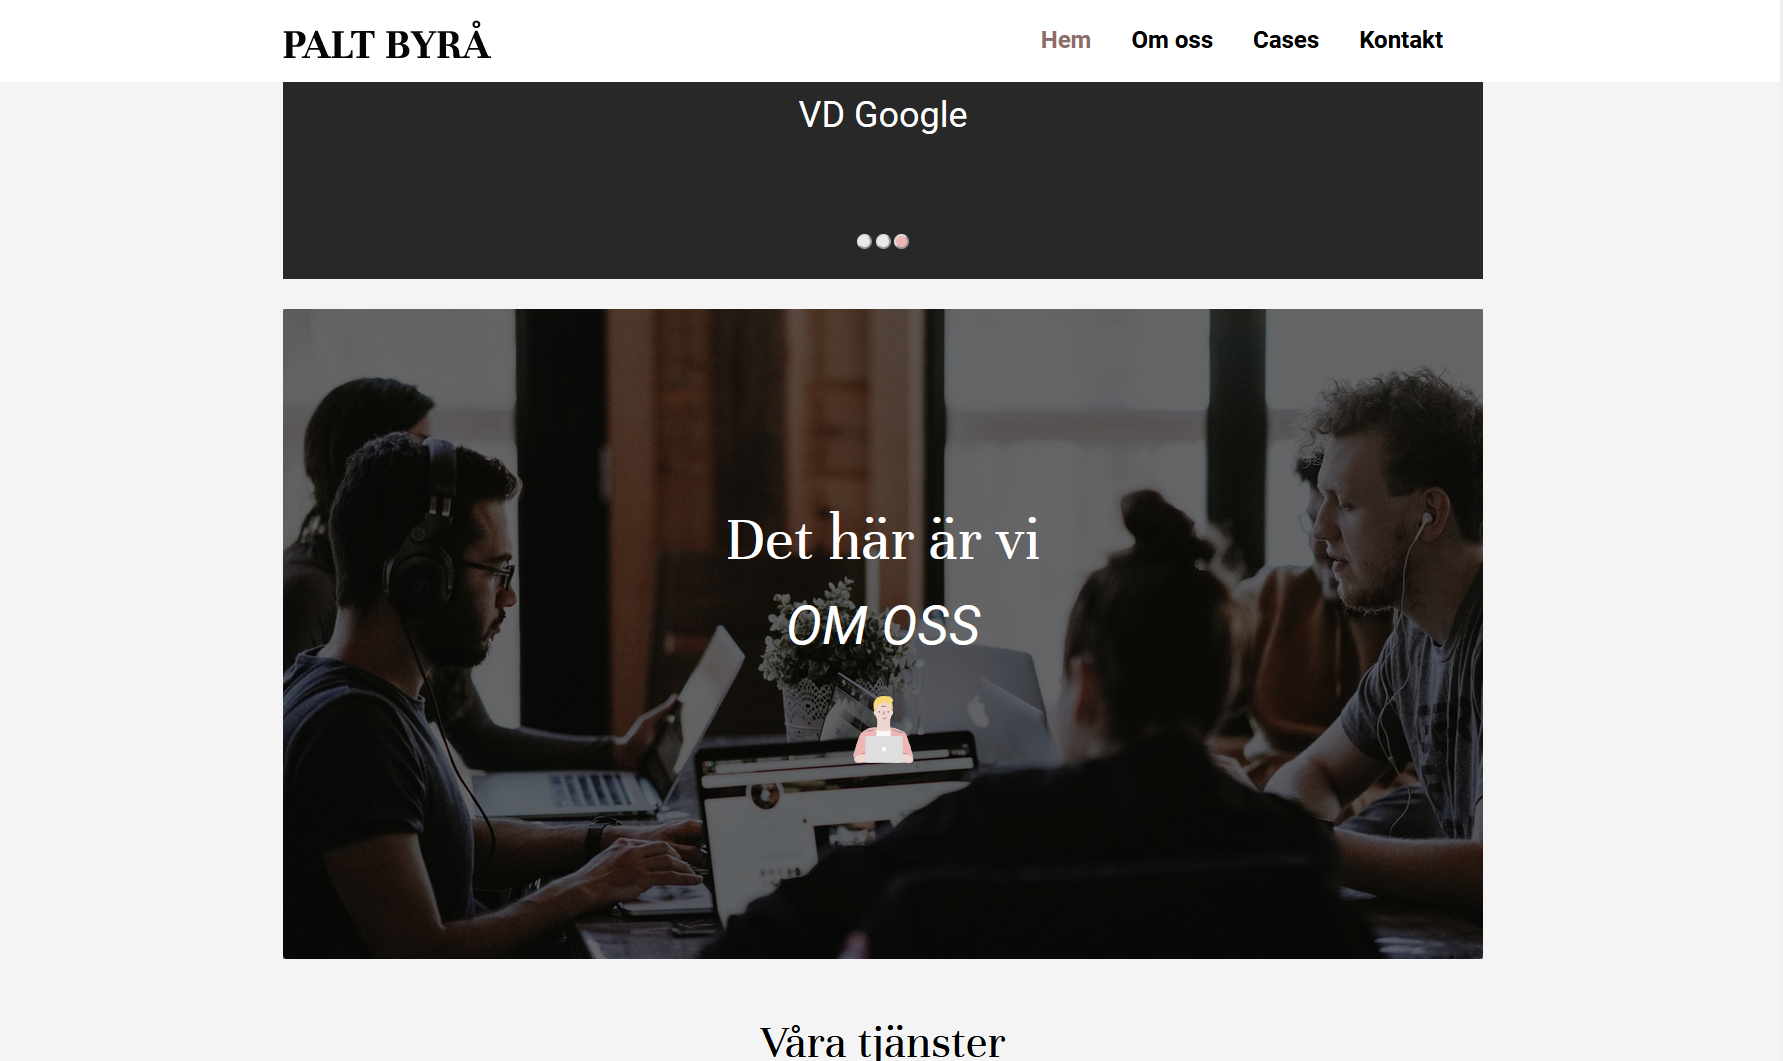 PALT BYRÅ
Hem Om oss Cases Kontakt
VD Google
Det här är vi
OM OSS
Våra tjänster